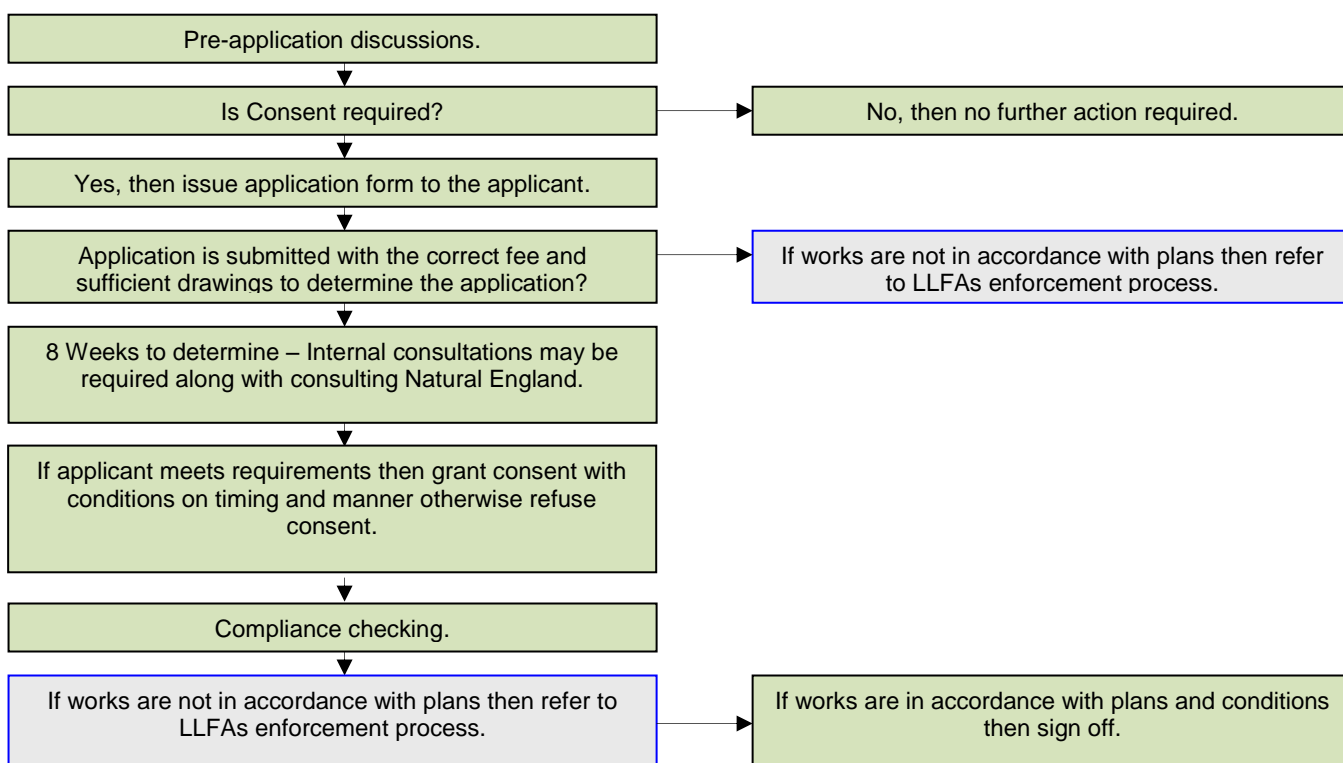 Pre-application discussions.
Is Consent required?
No, then no further action required.
Yes, then issue application form to the applicant.
Application is submitted with the correct fee and
sufficient drawings to determine the application?
If works are not in accordance with plans then refer
to LLFAs enforcement process.
8 Weeks to determine – Internal consultations may be
required along with consulting Natural England.
If applicant meets requirements then grant consent with
conditions on timing and manner otherwise refuse
consent.
Compliance checking.
If works are not in accordance with plans then refer to
LLFAs enforcement process.
If works are in accordance with plans and conditions
then sign off.